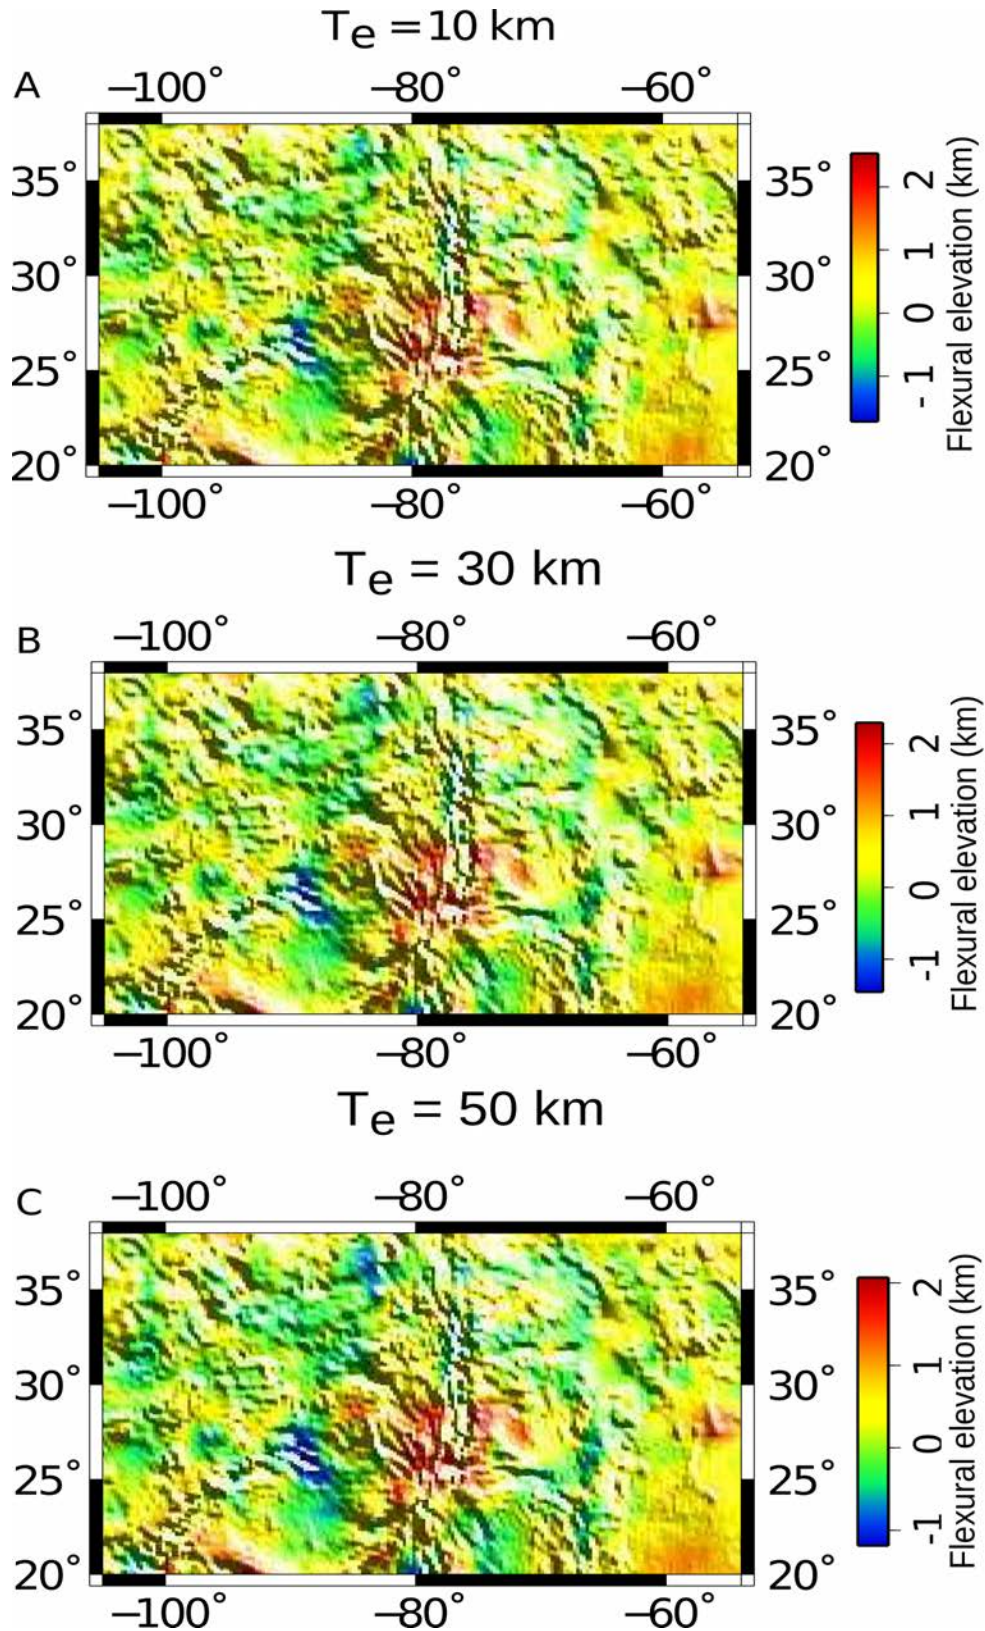 Te = 10 km
A
−100° −80° −60°
35° 35°
30° 30°
25° 25°
20° 20°
−100° −80° −60°
2
1
0
-1
Flexural elevation (km)
Te = 30 km
B
−100° −80° −60°
35° 35°
30° 30°
25° 25°
20° 20°
−100° −80° −60°
2
1
0
-1
Flexural elevation (km)
Te = 50 km
C
−100° −80° −60°
35° 35°
30° 30°
25° 25°
20° 20°
−100° −80° −60°
2
1
0
-1
Flexural elevation (km)